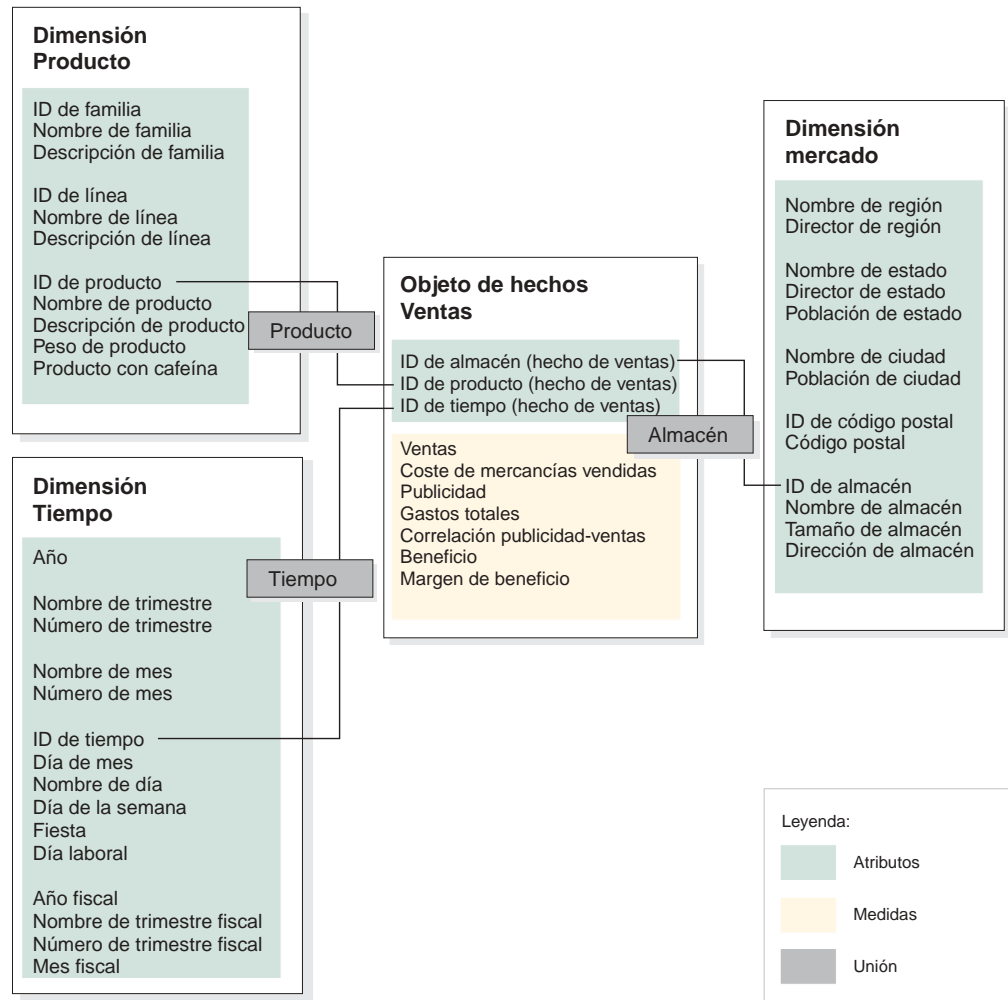 Dimensión
Producto
ID de familia
Nombre de familia
Descripción de familia
ID de línea
Nombre de línea
Descripción de línea
ID de producto
Nombre de producto
Descripción de producto
Peso de producto
Producto con cafeína
Producto
Dimensión
Tiempo
Año
Nombre de trimestre
Número de trimestre
Nombre de mes
Número de mes
ID de tiempo
Día de mes
Nombre de día
Día de la semana
Fiesta
Día laboral
Año fiscal
Nombre de trimestre fiscal
Número de trimestre fiscal
Mes fiscal
Tiempo
Objeto de hechos
Ventas
ID de almacén (hecho de ventas)
ID de producto (hecho de ventas)
ID de tiempo (hecho de ventas)
Ventas
Coste de mercancías vendidas
Publicidad
Gastos totales
Correlación publicidad-ventas
Beneficio
Margen de beneficio
Almacén
Dimensión
mercado
Nombre de región
Director de región
Nombre de estado
Director de estado
Población de estado
Nombre de ciudad
Población de ciudad
ID de código postal
Código postal
ID de almacén
Nombre de almacén
Tamaño de almacén
Dirección de almacén
Leyenda:
Atributos
Medidas
Unión